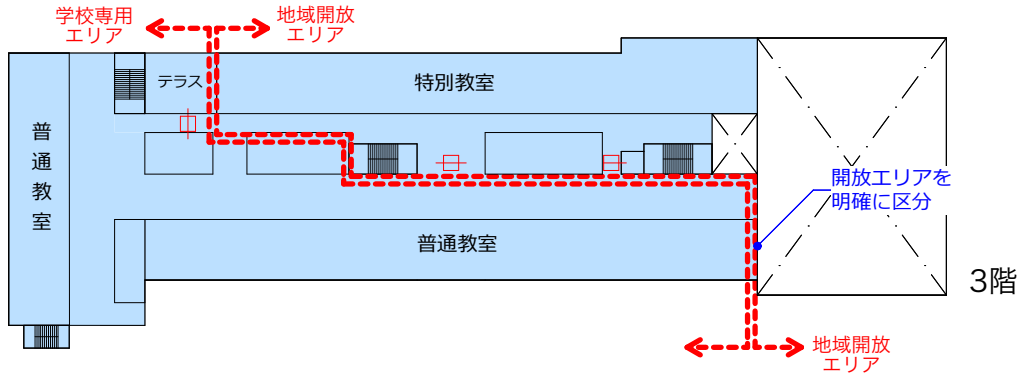 学校専用
エリア
地域開放
エリア
テラス
特別教室
普通教室
普通教室
開放エリアを
明確に区分
3階
地域開放
エリア